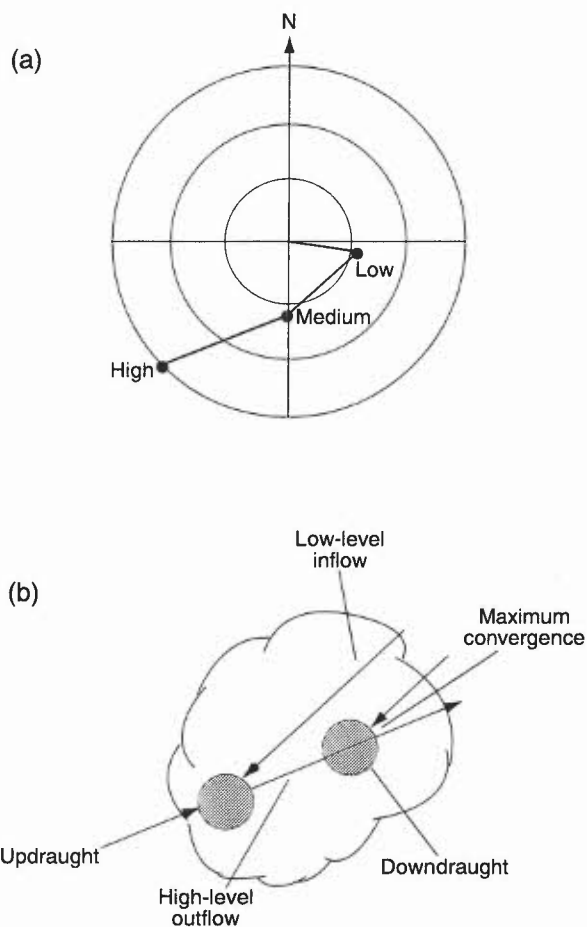 (a)
N
Low
Medium
High
(b)
Low-level
inflow
Maximum
convergence
Updraught
Downdraught
High-level
outflow